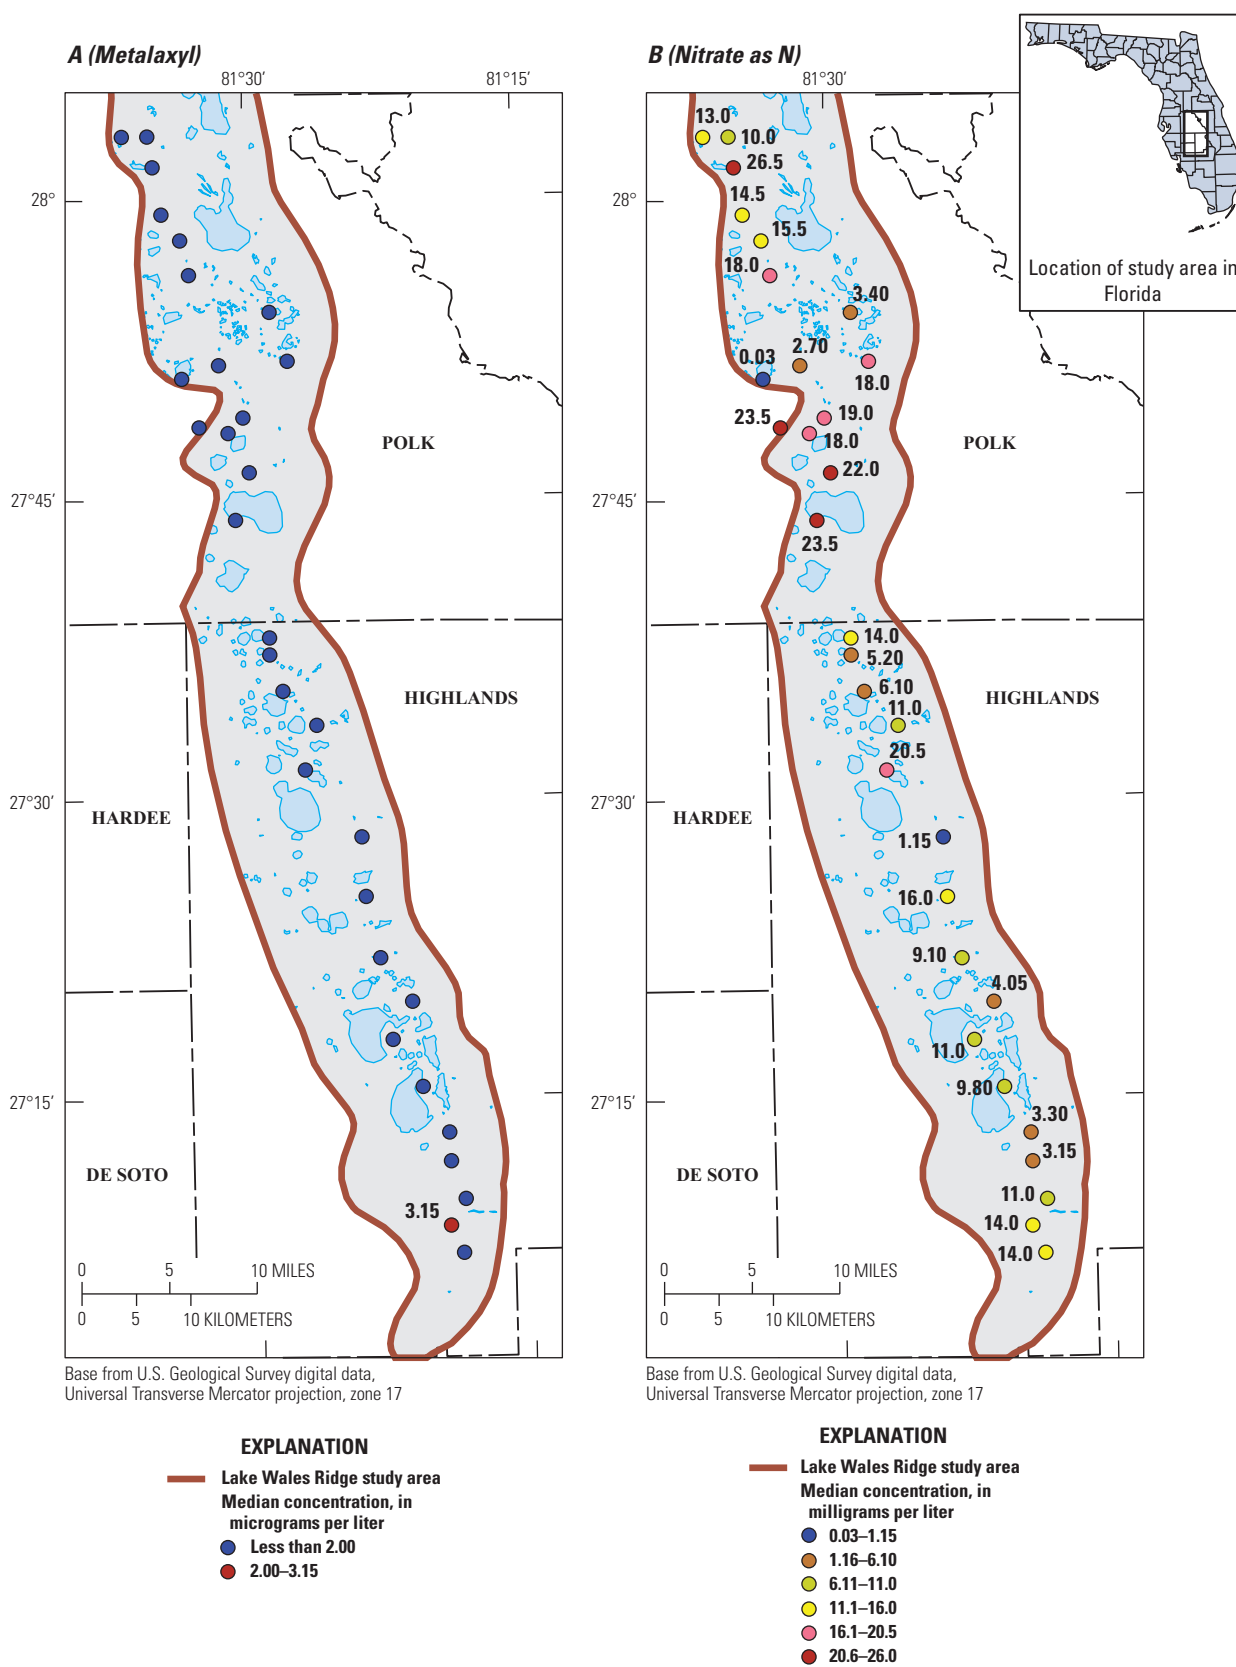 A (Metalaxyl)
81°30′
81°15′
28°
27°45′
27°30′
27°15′
POLK
HIGHLANDS
HARDEE
DE SOTO
3.15
0 5 10 MILES
0 5 10 KILOMETERS
Base from U.S. Geological Survey digital data,
Universal Transverse Mercator projection, zone 17
EXPLANATION
Lake Wales Ridge study area
Median concentration, in
micrograms per liter
Less than 2.00
2.00–3.15
B (Nitrate as N)
81°30′
28°
27°45′
27°30′
27°15′
Location of study area in
Florida
13.0
10.0
26.5
14.5
15.5
18.0
3.40
2.70
0.03
18.0
23.5
19.0
18.0
POLK
22.0
23.5
14.0
5.20
6.10
HIGHLANDS
11.0
20.5
HARDEE
1.15
16.0
9.10
4.05
11.0
9.80
3.30
3.15
DE SOTO
11.0
14.0
14.0
0 5 10 MILES
0 5 10 KILOMETERS
Base from U.S. Geological Survey digital data,
Universal Transverse Mercator projection, zone 17
EXPLANATION
Lake Wales Ridge study area
Median concentration, in
milligrams per liter
0.03–1.15
1.16–6.10
6.11–11.0
11.1–16.0
16.1–20.5
20.6–26.0